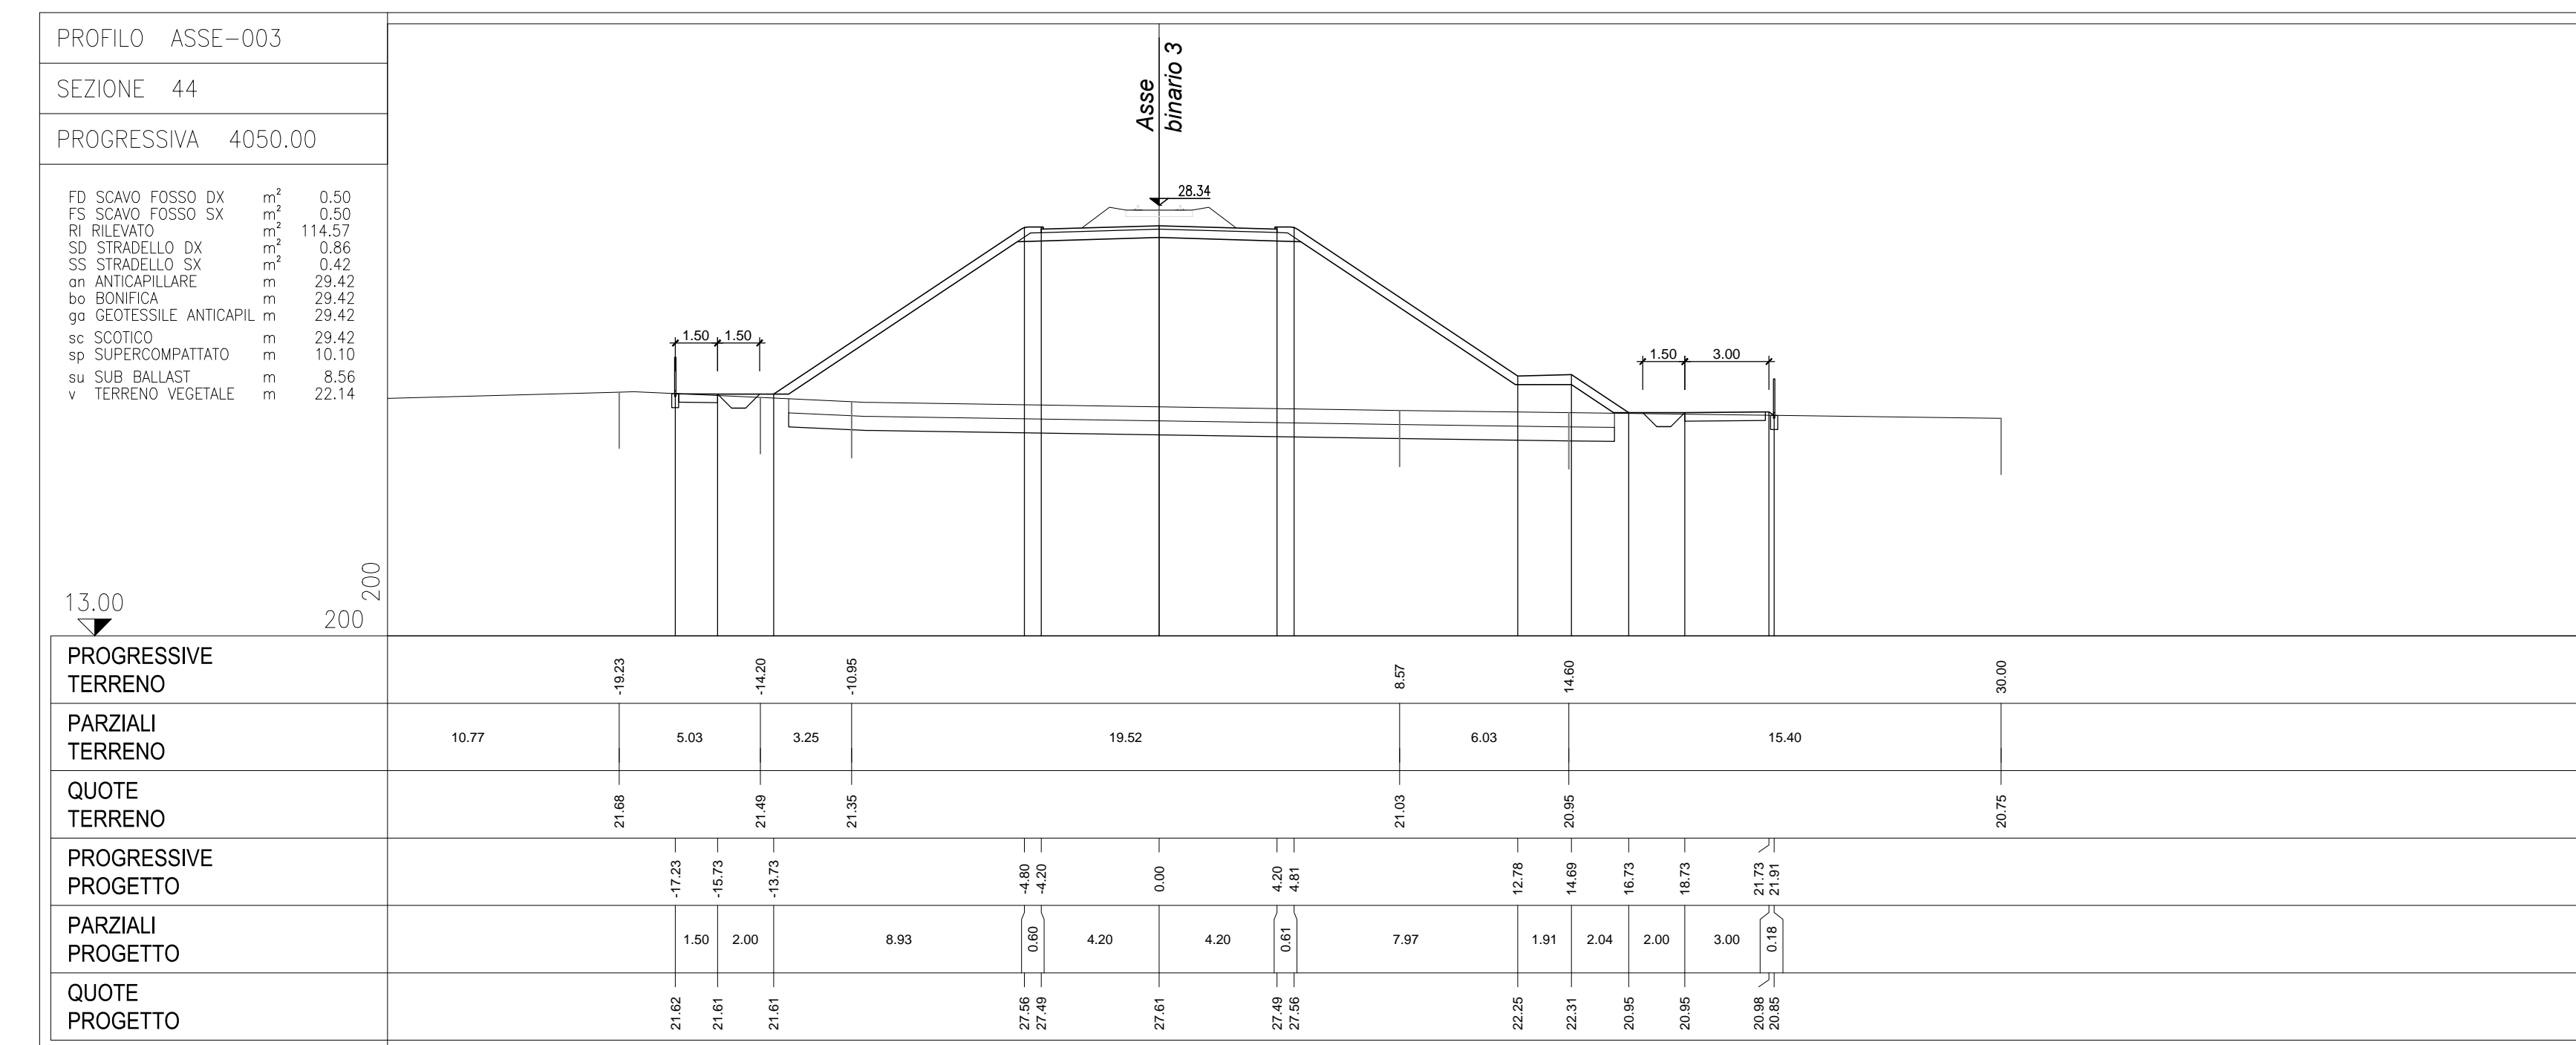 PROFILO ASSE-003
SEZIONE 44
PROGRESSIVA 4050.00
FD SCAVO FOSSO DX m² 0.50
FS SCAVO FOSSO SX m² 0.50
RI RILEVATO m² 114.57
SD STRADELLO DX m² 0.86
SS STRADELLO SX m² 0.42
an ANTICAPILLARE m 29.42
bo BONIFICA m 29.42
ga GEOTESSILE ANTICAPIL m 29.42
sc SCOTICO m 29.42
sp SUPERCOMPATTATO m 10.10
su SUB BALLAST m 8.56
v TERRENO VEGETALE m 22.14
13.00
200
200
Asse
binario 3
28.34
1.50 1.50
1.50 3.00
PROGRESSIVE
TERRENO
-19.23 -14.20 -10.95 8.57 14.60 30.00
PARZIALI
TERRENO
10.77 5.03 3.25 19.52 6.03 15.40
QUOTE
TERRENO
21.68 21.49 21.35 21.03 20.95 20.75
PROGRESSIVE
PROGETTO
-17.23 -15.73 -13.73 -4.80 -4.20 0.00 4.20 4.81 12.78 14.69 16.73 18.73 21.73 21.91
PARZIALI
PROGETTO
1.50 2.00 8.93 0.60 4.20 4.20 0.61 7.97 1.91 2.04 2.00 3.00 0.18
QUOTE
PROGETTO
21.62 21.61 21.61 27.56 27.49 27.61 27.49 27.56 22.25 22.31 20.95 20.95 20.98 20.85